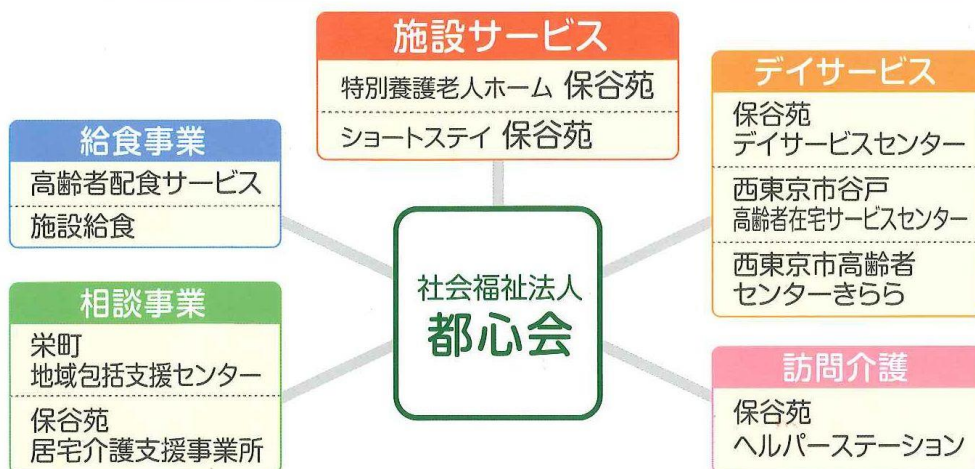 施設サービス
特別養護老人ホーム 保谷苑
ショートステイ 保谷苑
給食事業
高齢者配食サービス
施設給食
相談事業
栄町
地域包括支援センター
保谷苑
居宅介護支援事業所
社会福祉法人
都心会
デイサービス
保谷苑
デイサービスセンター
西東京市谷戸
高齢者在宅サービスセンター
西東京市高齢者
センターきらら
訪問介護
保谷苑
ヘルパーステーション